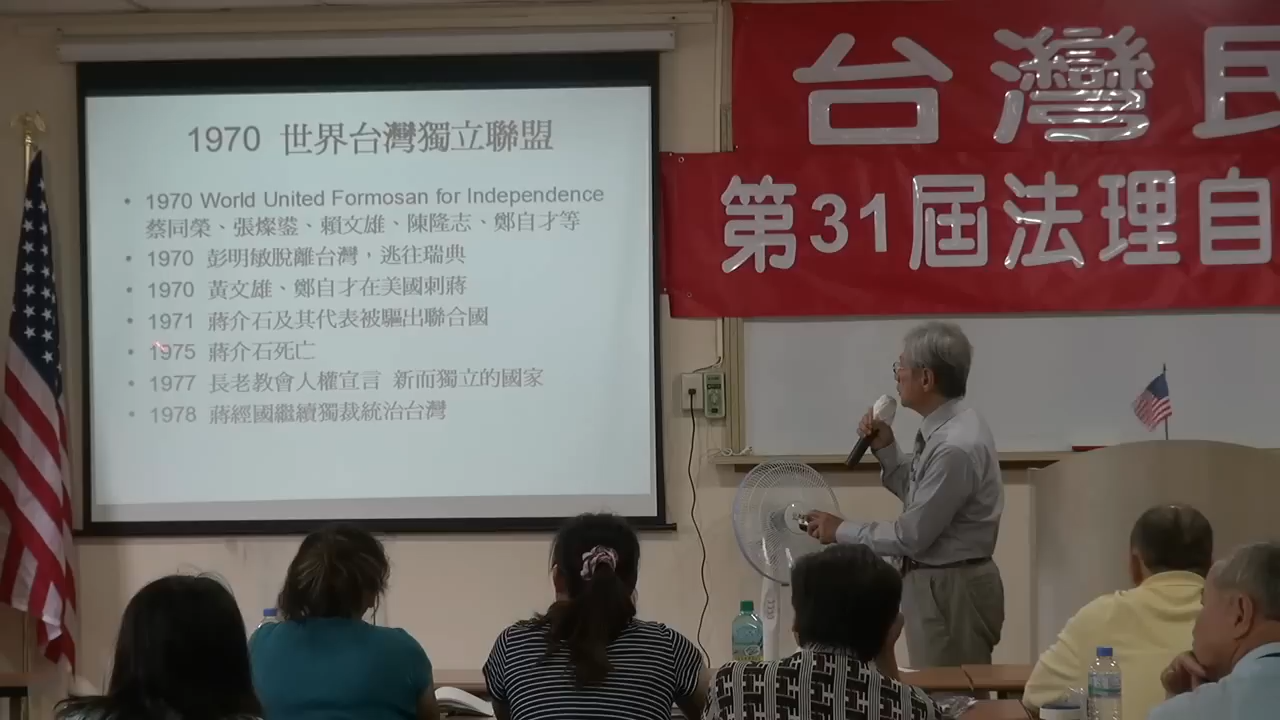 1970 世界台灣獨立聯盟
• 1970 World United Formosan for Independence
蔡同榮、張燦鍙、賴文雄、陳隆志、鄭自才等
• 1970 彭明敏脫離台灣，逃往瑞典
• 1970 黃文雄、鄭自才在美國刺蔣
• 1971 蔣介石及其代表被驅出聯合國
• 1975 蔣介石死亡
• 1977 長老教會人權宣言 新而獨立的國家
• 1978 蔣經國繼續獨裁統治台灣
台灣民
第31屆法理自